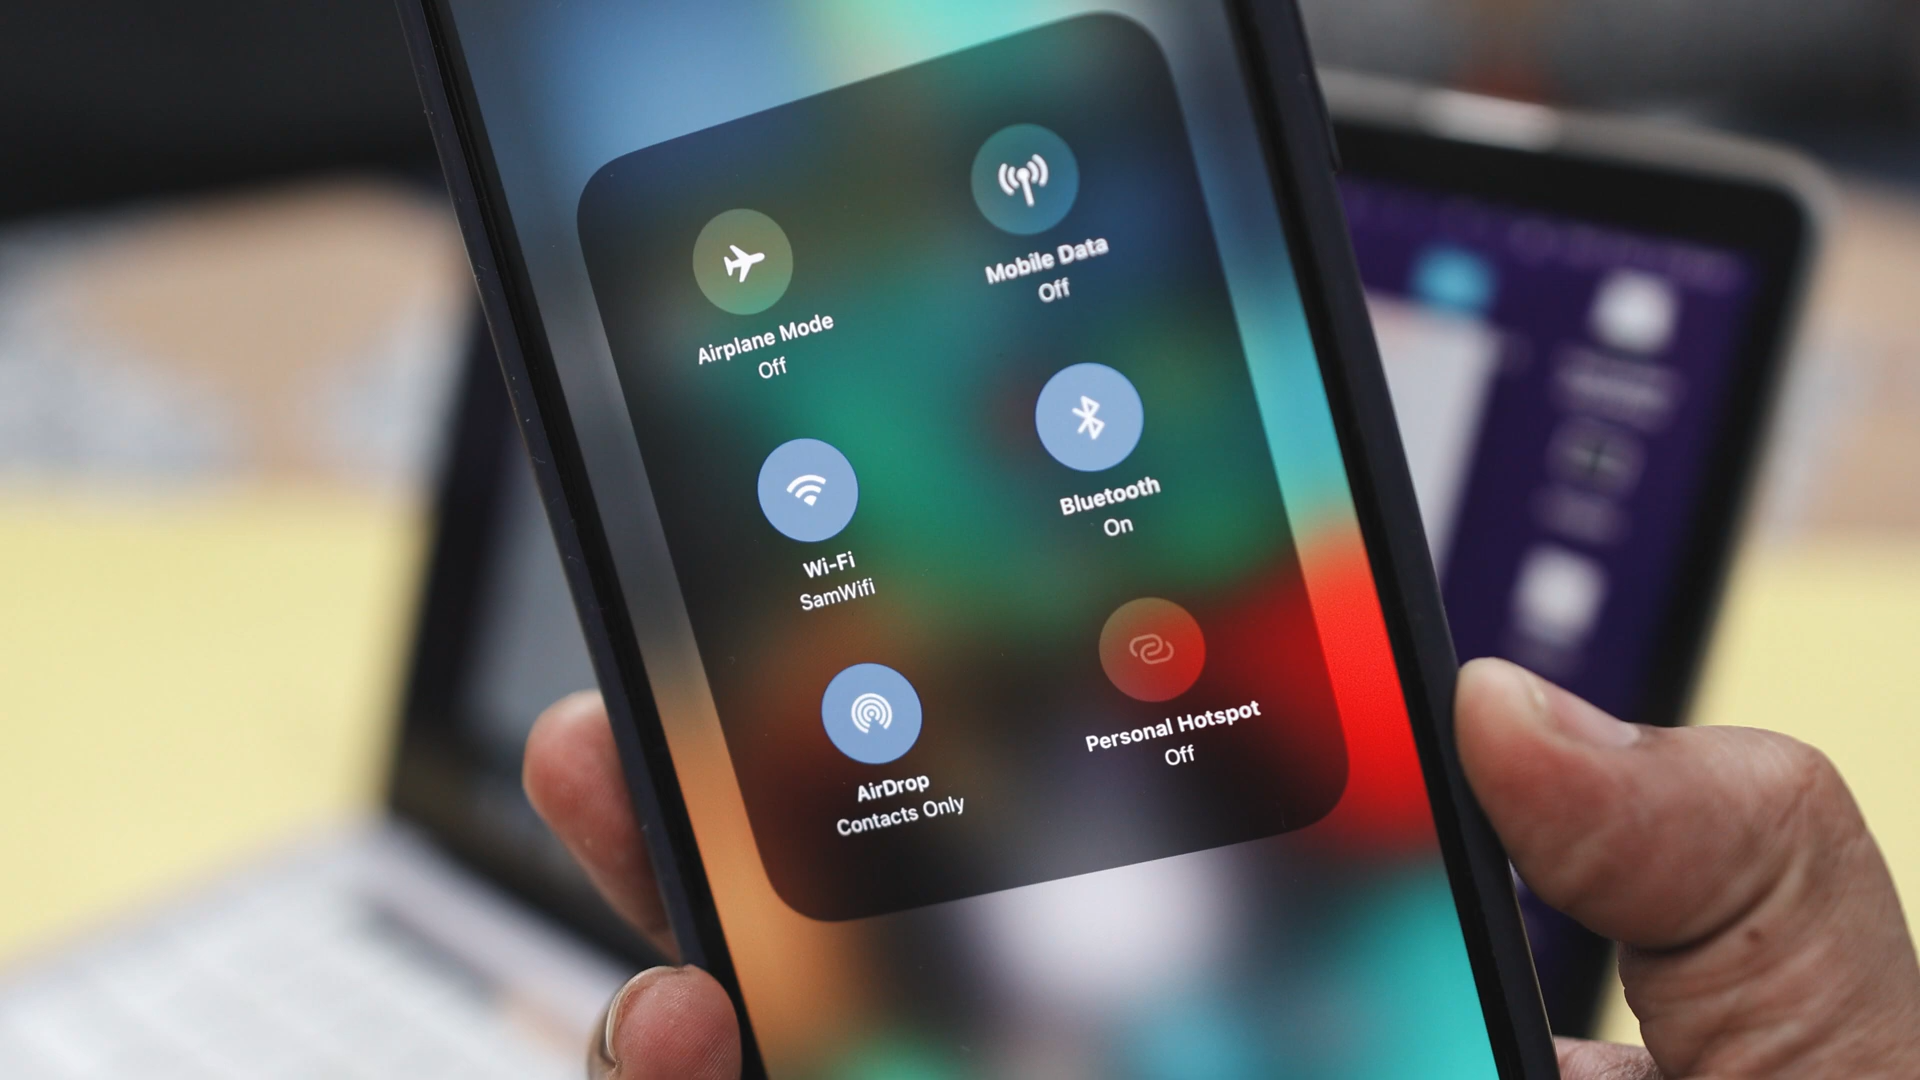 Airplane Mode
Off
Mobile Data
Off
Wi-Fi
SamWifi
Bluetooth
On
AirDrop
Contacts Only
Personal Hotspot
Off